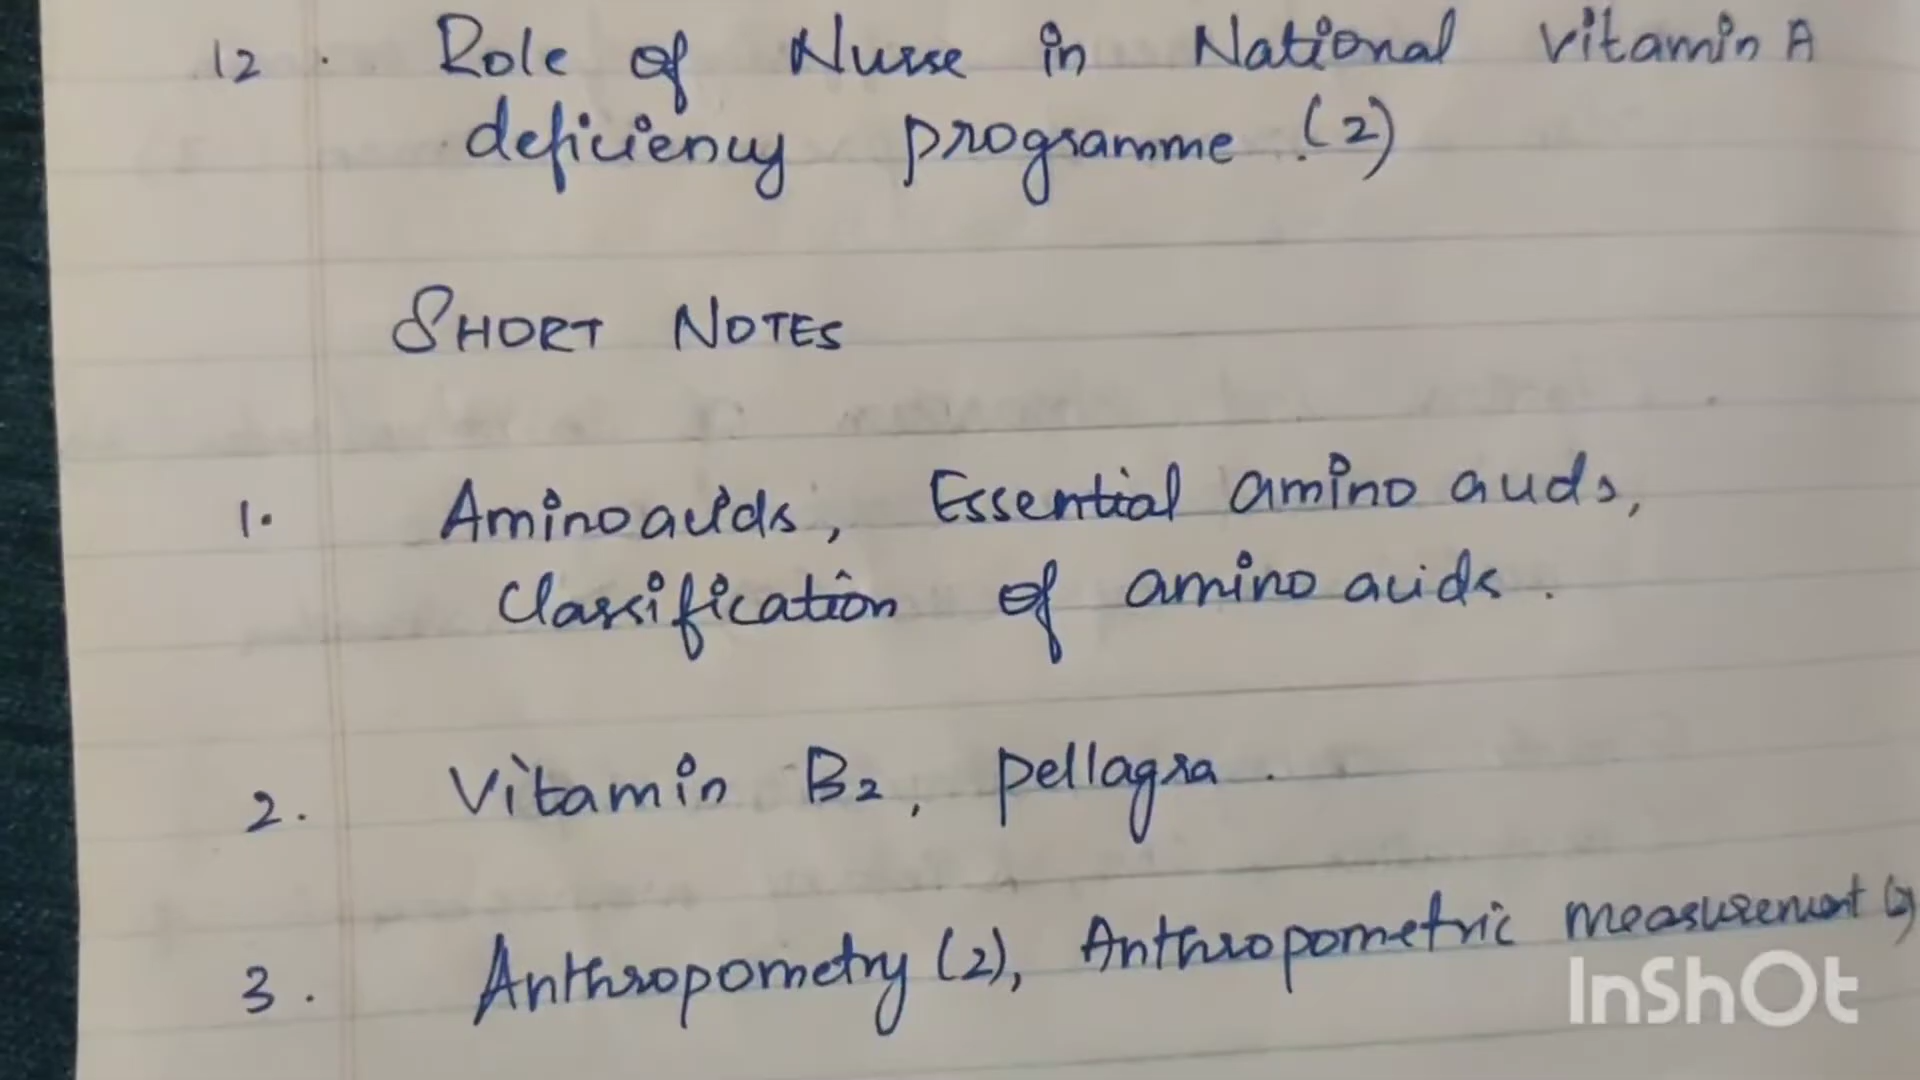 12. Role of Nurse in National vitamin A
deficiency programme. (2)
SHORT NOTES
1. Aminoacids, Essential amino acids,
Classification of amino acids.
2. Vitamin B2, pellagra.
3. Anthropometry (2), Anthropometric measurement (2)
InShOt